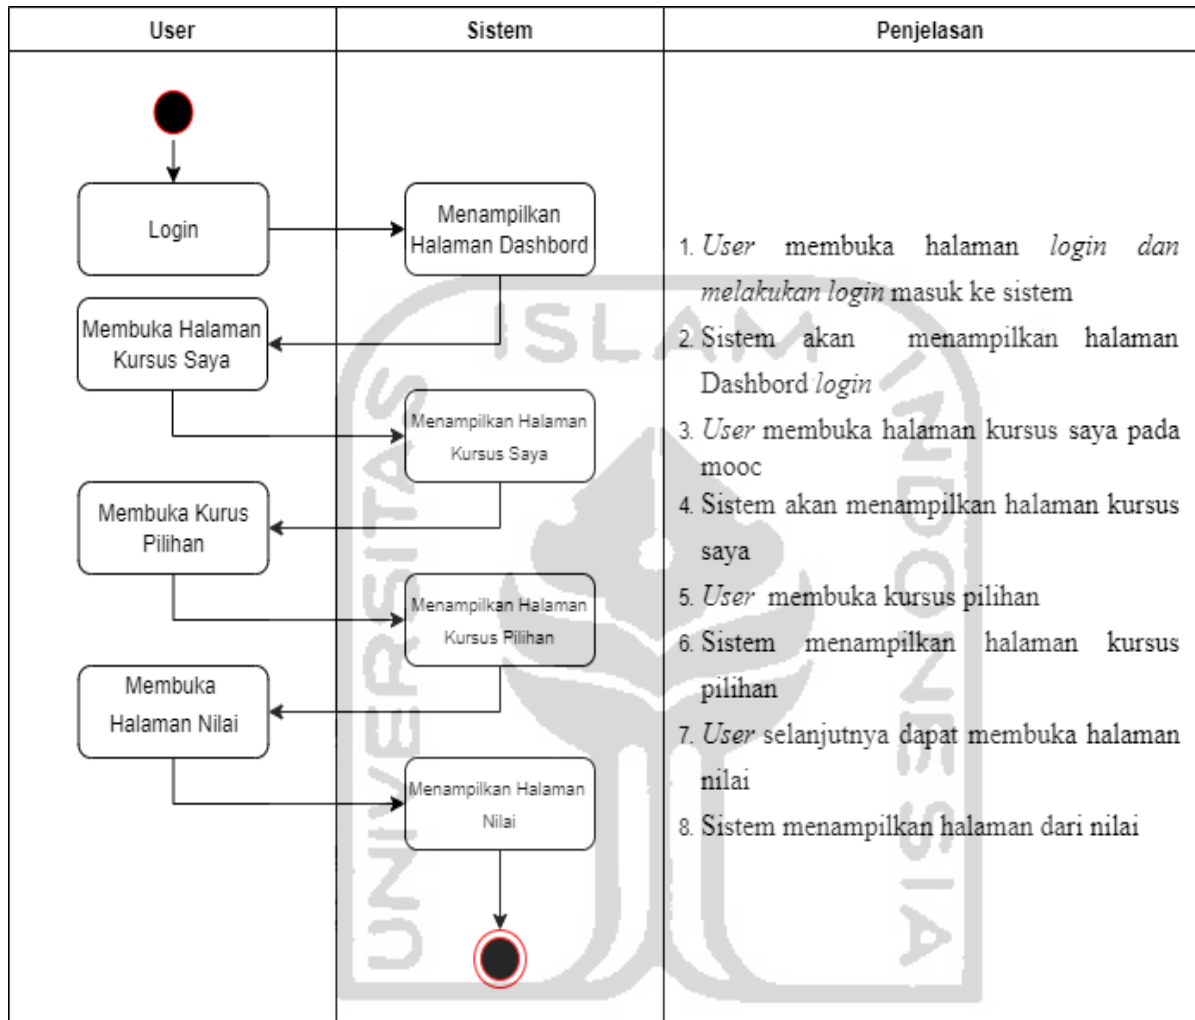 User
Sistem
Penjelasan
Login
Menampilkan
Halaman Dashbord
Membuka Halaman
Kursus Saya
Menampilkan Halaman
Kursus Saya
Membuka Kurus
Pilihan
Menampilkan Halaman
Kursus Pilihan
Membuka
Halaman Nilai
Menampilkan Halaman
Nilai
1. User membuka halaman login dan
melakukan login masuk ke sistem
2. Sistem akan menampilkan halaman
Dashbord login
3. User membuka halaman kursus saya pada
mooc
4. Sistem akan menampilkan halaman kursus
saya
5. User membuka kursus pilihan
6. Sistem menampilkan halaman kursus
pilihan
7. User selanjutnya dapat membuka halaman
nilai
8. Sistem menampilkan halaman dari nilai
UNIVERSITAS
ISLAM
INDONESIA